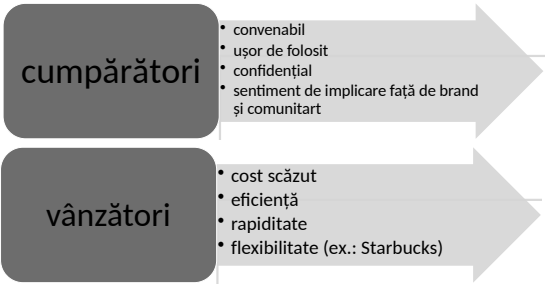 cumpărători
• convenabil
• ușor de folosit
• confidențial
• sentiment de implicare față de brand
și comunitart
vânzători
• cost scăzut
• eficiență
• rapiditate
• flexibilitate (ex.: Starbucks)